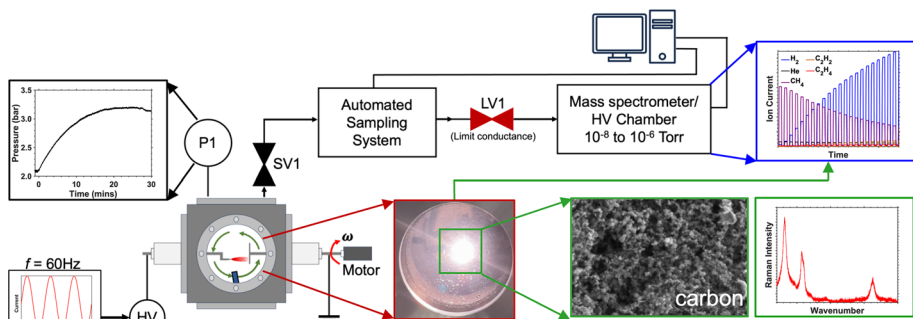 3.5
3.0
2.5
2.0
Pressure (bar)
0
10
20
30
Time (mins)
P1
SV1
Automated
Sampling
System
LV1
(Limit conductance)
Mass spectrometer/
HV Chamber
10⁻⁸ to 10⁻⁶ Torr
H₂
He
CH₄
C₂H₂
C₂H₄
Ion Current
Time
ω
Motor
f = 60Hz
Current
HV
carbon
Raman Intensity
Wavenumber